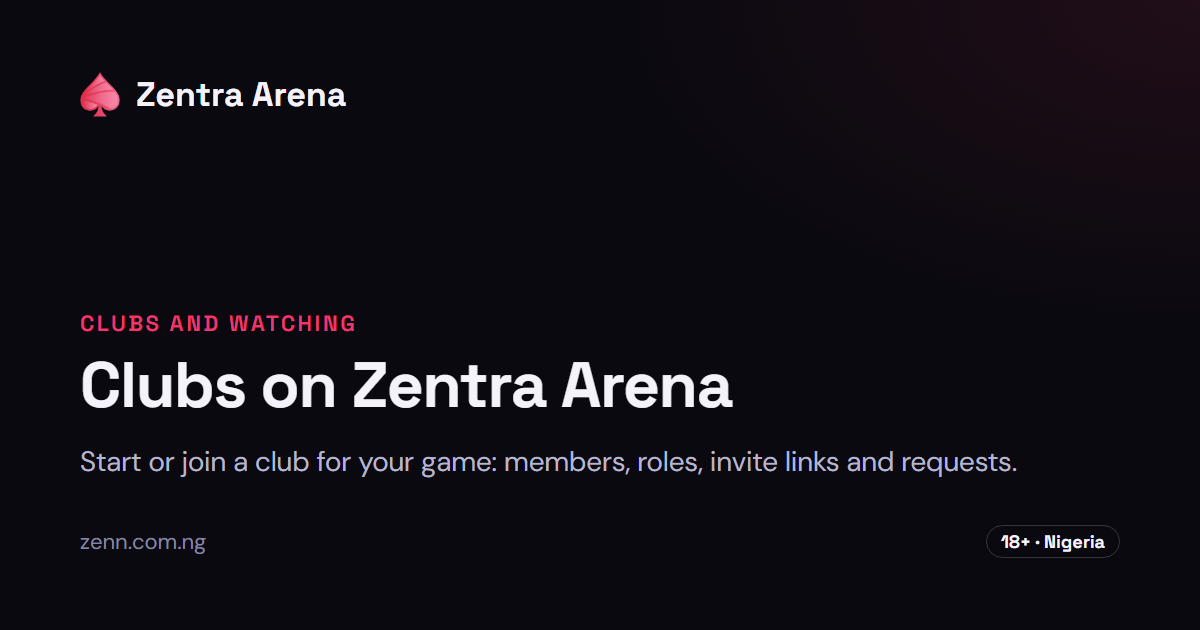 Zentra Arena
CLUBS AND WATCHING
Clubs on Zentra Arena
Start or join a club for your game: members, roles, invite links and requests.
zenn.com.ng
18+ · Nigeria